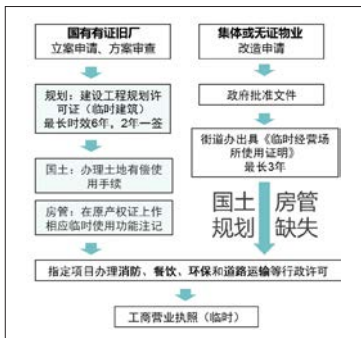 国有有证旧厂
立案申请、方案审查
规划：建设工程规划许
可证（临时建筑）
最长时效6年，2年一签
国土：办理土地有偿使
用手续
房管：在原产权证上作
相应临时使用功能注记
集体或无证物业
改造申请
政府批准文件
街道办出具《临时经营场
所使用证明》
最长3年
国土 房管
规划 缺失
指定项目办理消防、餐饮、环保和道路运输等行政许可
工商营业执照（临时）